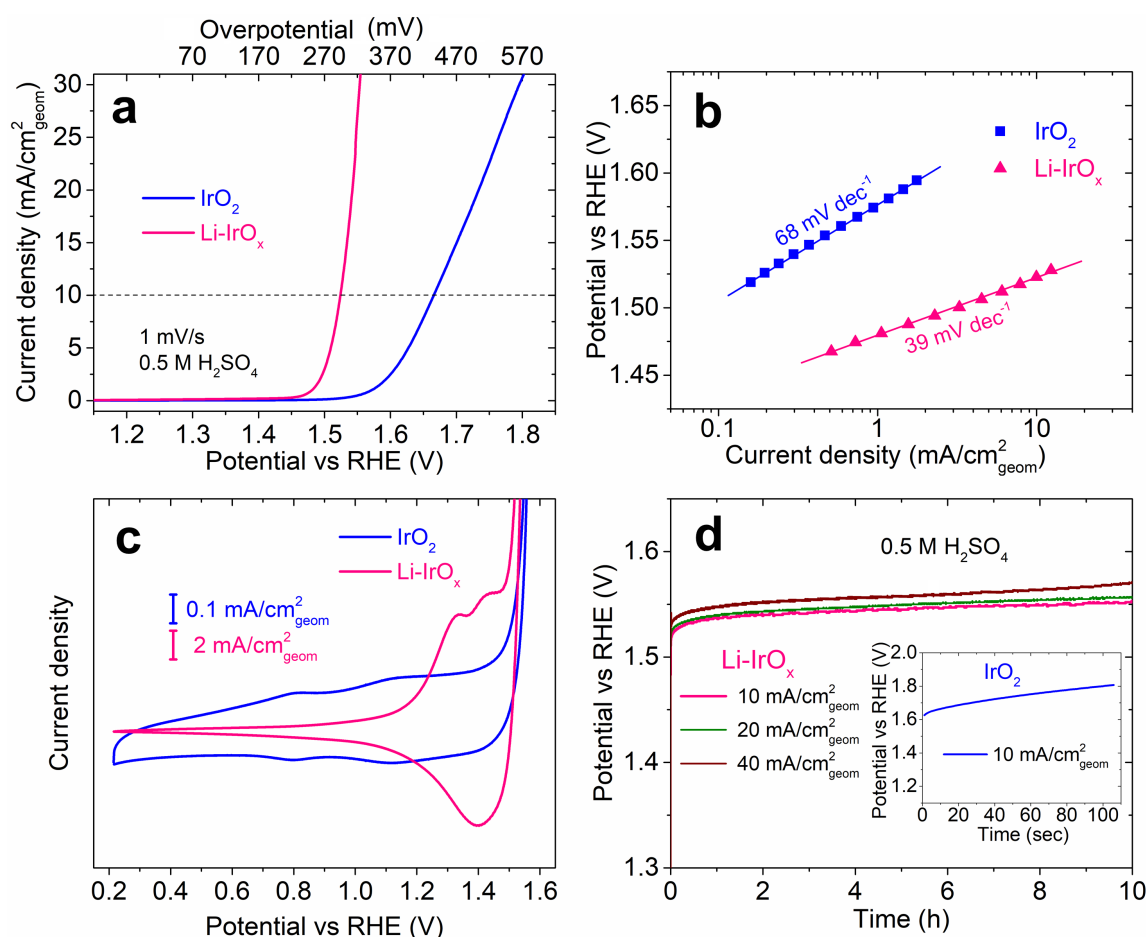 Overpotential (mV)
70 170 270 370 470 570
30
25
20
15
10
5
0
Current density (mA/cm²geom)
a
IrO₂
Li-IrOₓ
1 mV/s
0.5 M H₂SO₄
1.2 1.3 1.4 1.5 1.6 1.7 1.8
Potential vs RHE (V)
1.65
1.60
1.55
1.50
1.45
Potential vs RHE (V)
b
IrO₂
Li-IrOₓ
68 mV dec⁻¹
39 mV dec⁻¹
0.1 1 10
Current density (mA/cm²geom)
Current density
c
IrO₂
Li-IrOₓ
0.1 mA/cm²geom
2 mA/cm²geom
0.2 0.4 0.6 0.8 1.0 1.2 1.4 1.6
Potential vs RHE (V)
1.6
1.5
1.4
1.3
Potential vs RHE (V)
d
0.5 M H₂SO₄
Li-IrOₓ
10 mA/cm²geom
20 mA/cm²geom
40 mA/cm²geom
2.0
1.8
1.6
1.4
1.2
Potential vs RHE (V)
IrO₂
10 mA/cm²geom
0 20 40 60 80 100
Time (sec)
0 2 4 6 8 10
Time (h)